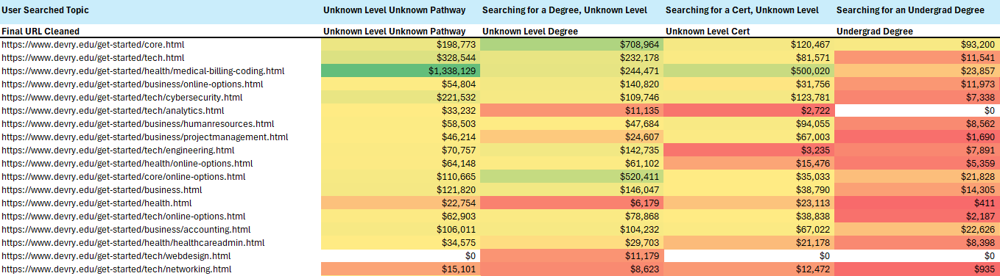 User Searched Topic Unknown Level Unknown Pathway Searching for a Degree, Unknown Level Searching for a Cert, Unknown Level Searching for an Undergrad Degree
Final URL Cleaned Unknown Level Unknown Pathway Unknown Level Degree Unknown Level Cert Undergrad Degree
https://www.devry.edu/get-started/core.html $198,773 $708,964 $120,467 $93,200
https://www.devry.edu/get-started/tech.html $328,544 $232,178 $81,571 $11,541
https://www.devry.edu/get-started/health/medical-billing-coding.html $1,338,129 $244,471 $500,020 $23,857
https://www.devry.edu/get-started/business/online-options.html $54,804 $140,820 $31,756 $11,973
https://www.devry.edu/get-started/tech/cybersecurity.html $221,532 $109,746 $123,781 $7,338
https://www.devry.edu/get-started/tech/analytics.html $33,232 $11,135 $2,722 $0
https://www.devry.edu/get-started/business/humanresources.html $58,503 $47,684 $94,055 $8,562
https://www.devry.edu/get-started/business/projectmanagement.html $46,214 $24,607 $67,003 $1,690
https://www.devry.edu/get-started/tech/engineering.html $70,757 $142,735 $3,235 $7,891
https://www.devry.edu/get-started/health/online-options.html $64,148 $61,102 $15,476 $5,359
https://www.devry.edu/get-started/core/online-options.html $110,665 $520,411 $35,033 $21,828
https://www.devry.edu/get-started/business.html $121,820 $146,047 $38,790 $14,305
https://www.devry.edu/get-started/health.html $22,754 $6,179 $23,113 $411
https://www.devry.edu/get-started/tech/online-options.html $62,903 $78,868 $38,838 $2,187
https://www.devry.edu/get-started/business/accounting.html $106,011 $104,232 $67,022 $22,626
https://www.devry.edu/get-started/health/healthcareadmin.html $34,575 $29,703 $21,178 $8,398
https://www.devry.edu/get-started/tech/webdesign.html $0 $11,179 $0 $0
https://www.devry.edu/get-started/tech/networking.html $15,101 $8,623 $12,472 $935